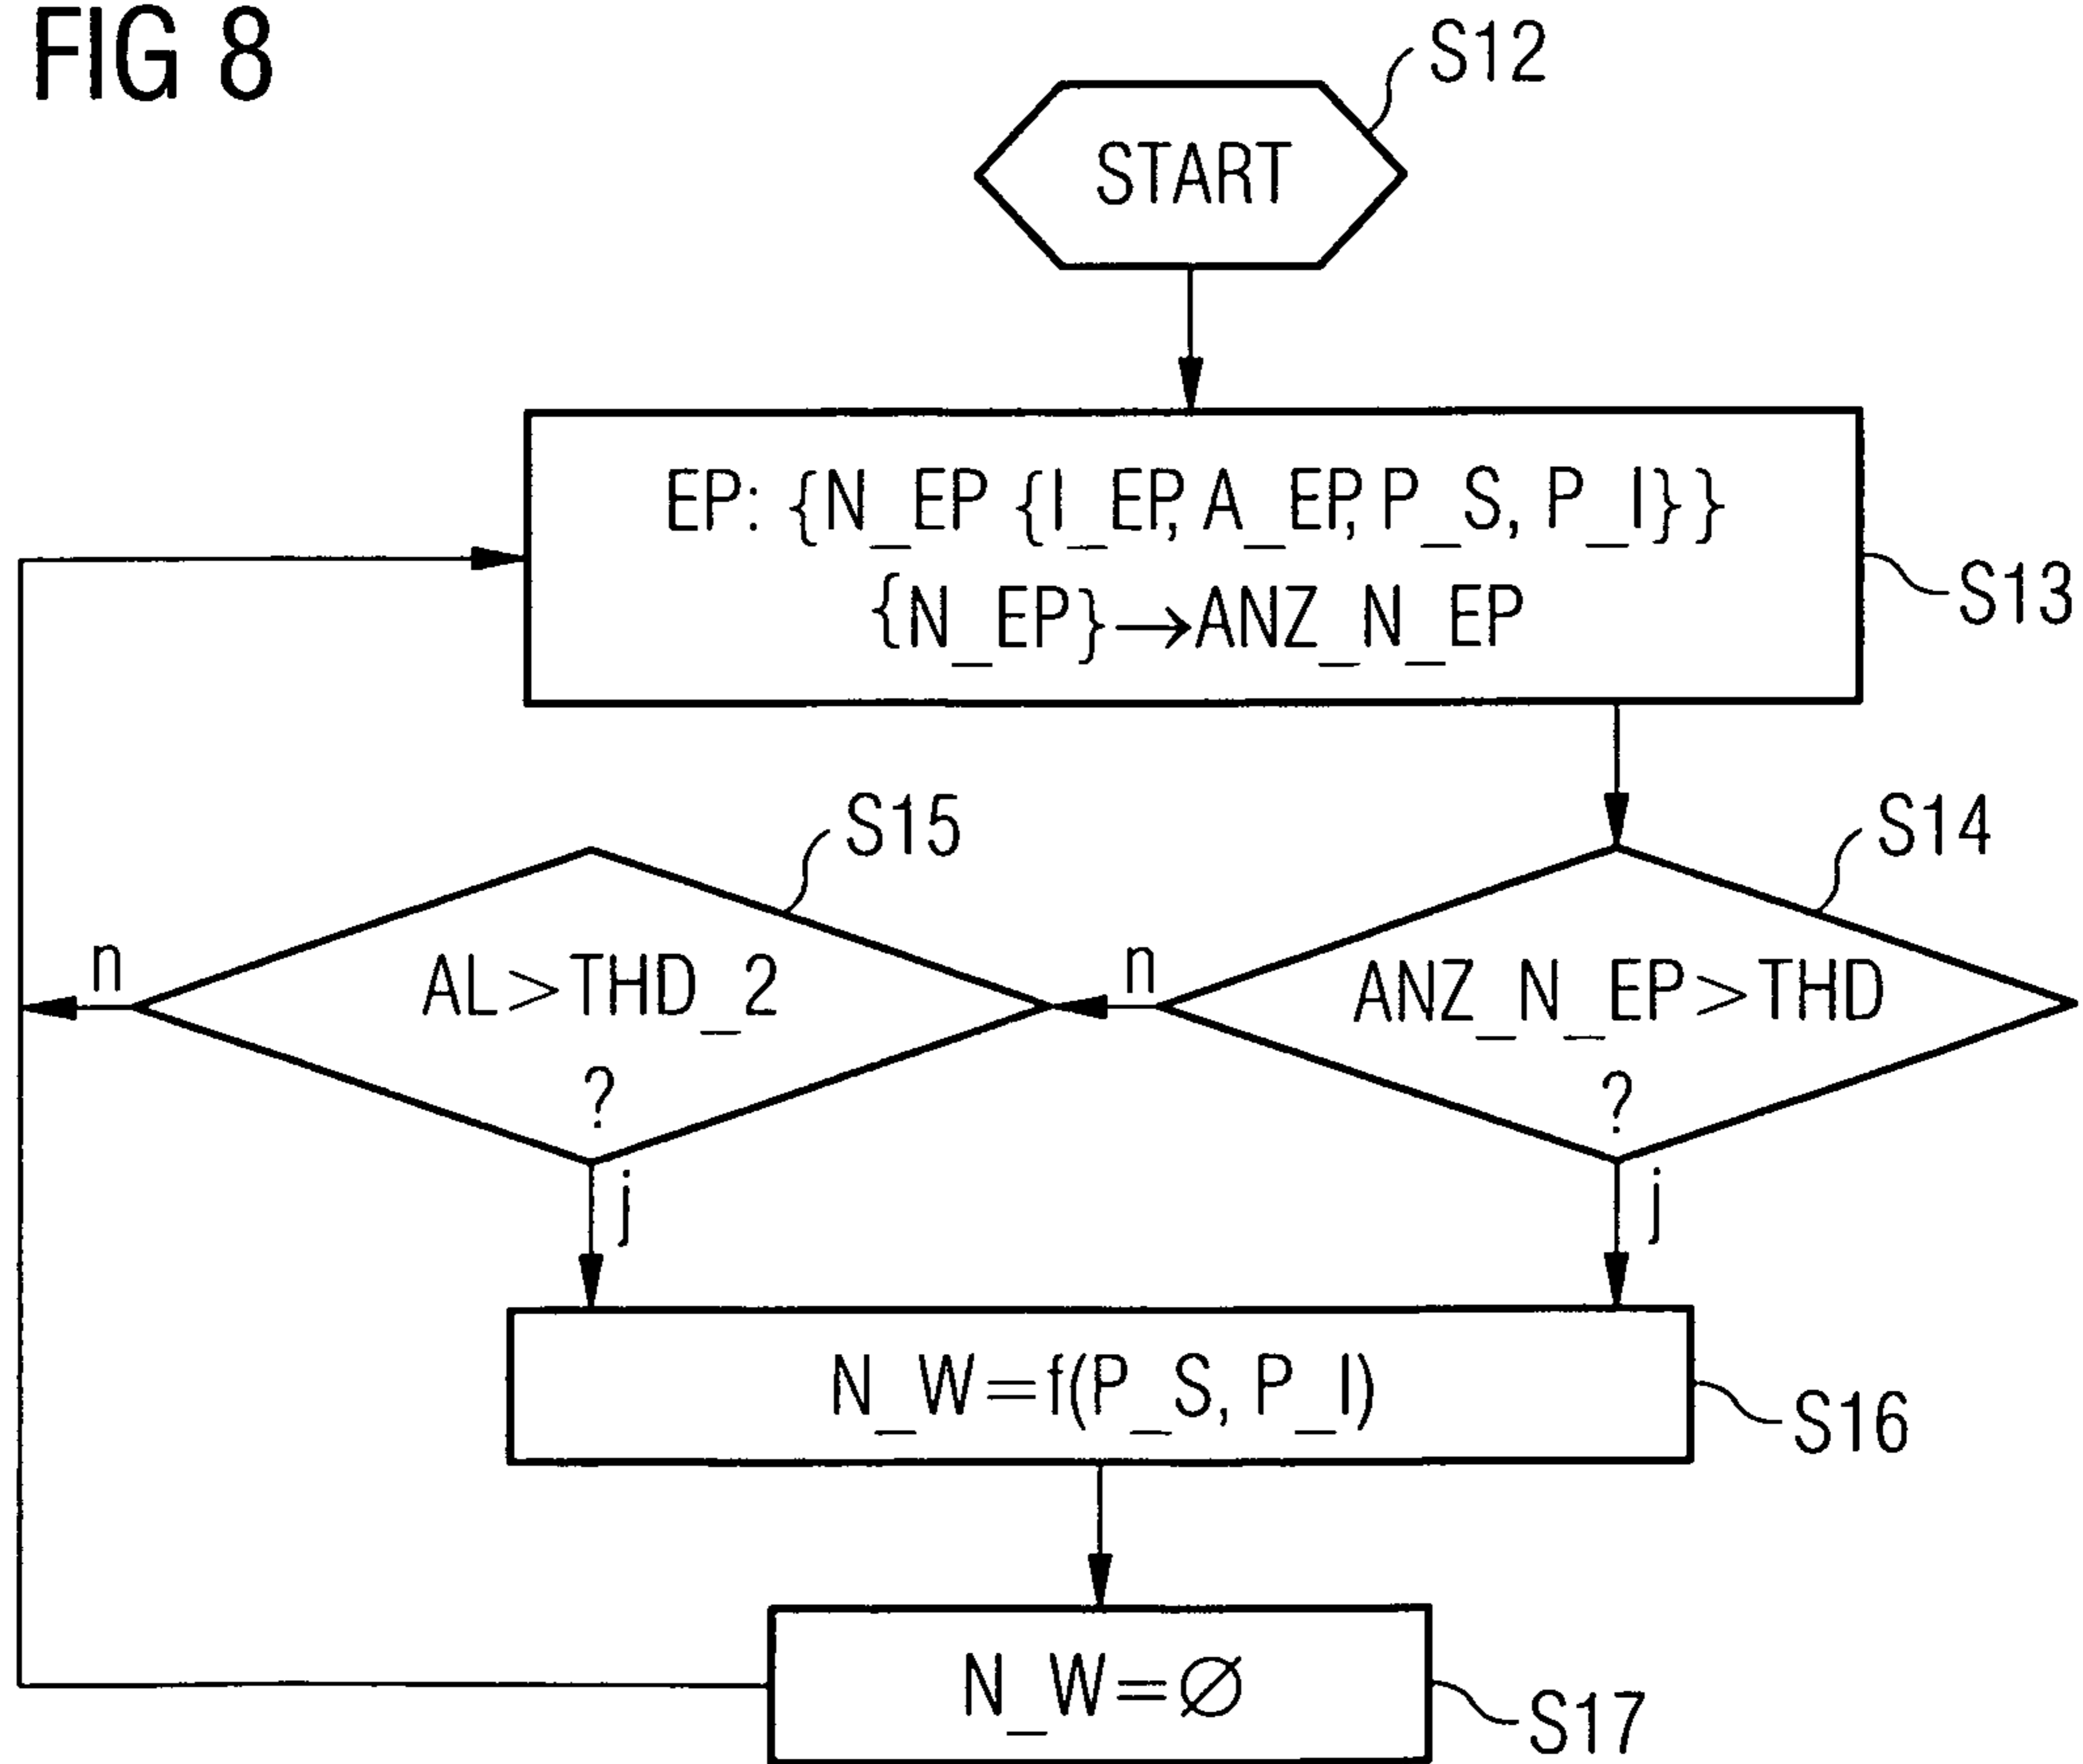 FIG 8
S12
START
EP: {N_EP {I_EP, A_EP, P_S, P_I} }
{N_EP}→ANZ_N_EP
S13
S15
S14
n
AL>THD_2
?
n
ANZ_N_EP>THD
?
j
j
N_W=f(P_S, P_I)
S16
N_W=∅
S17